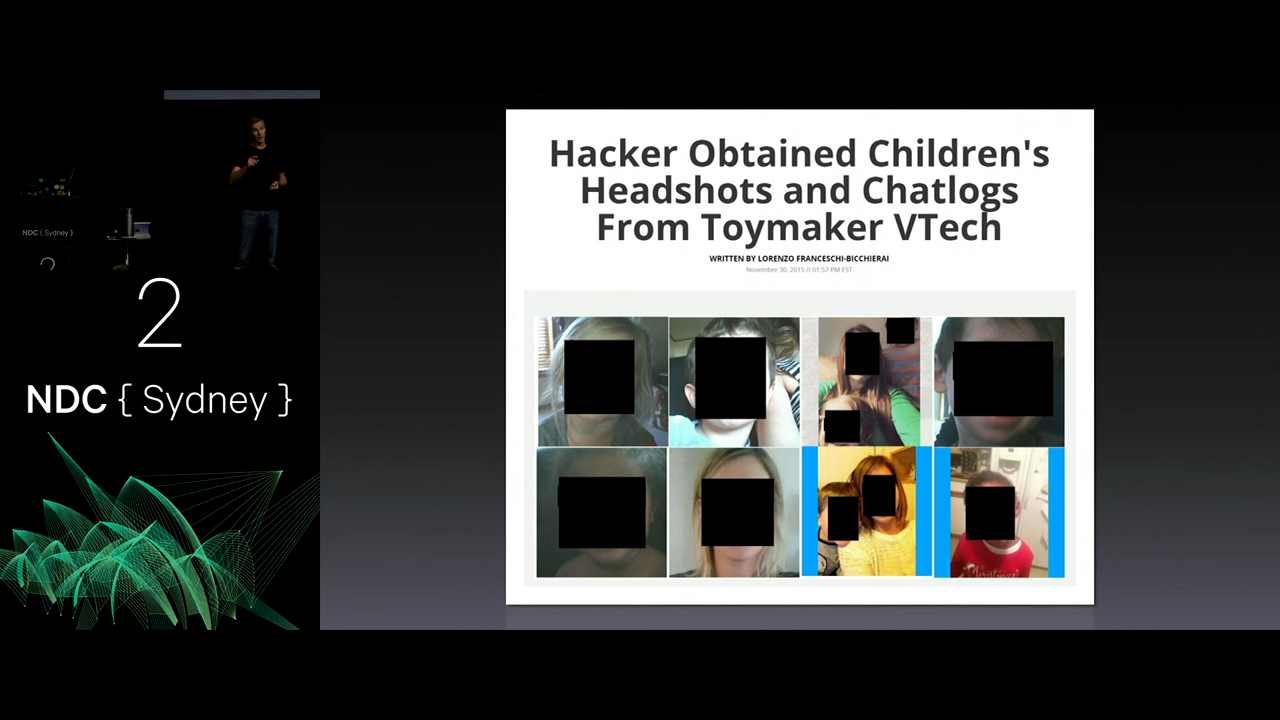 NDC { Sydney }
2
NDC { Sydney }
Hacker Obtained Children's
Headshots and Chatlogs
From Toymaker VTech
WRITTEN BY LORENZO FRANCESCHI-BICCHIERAI
November 30, 2015 // 01:57 PM EST